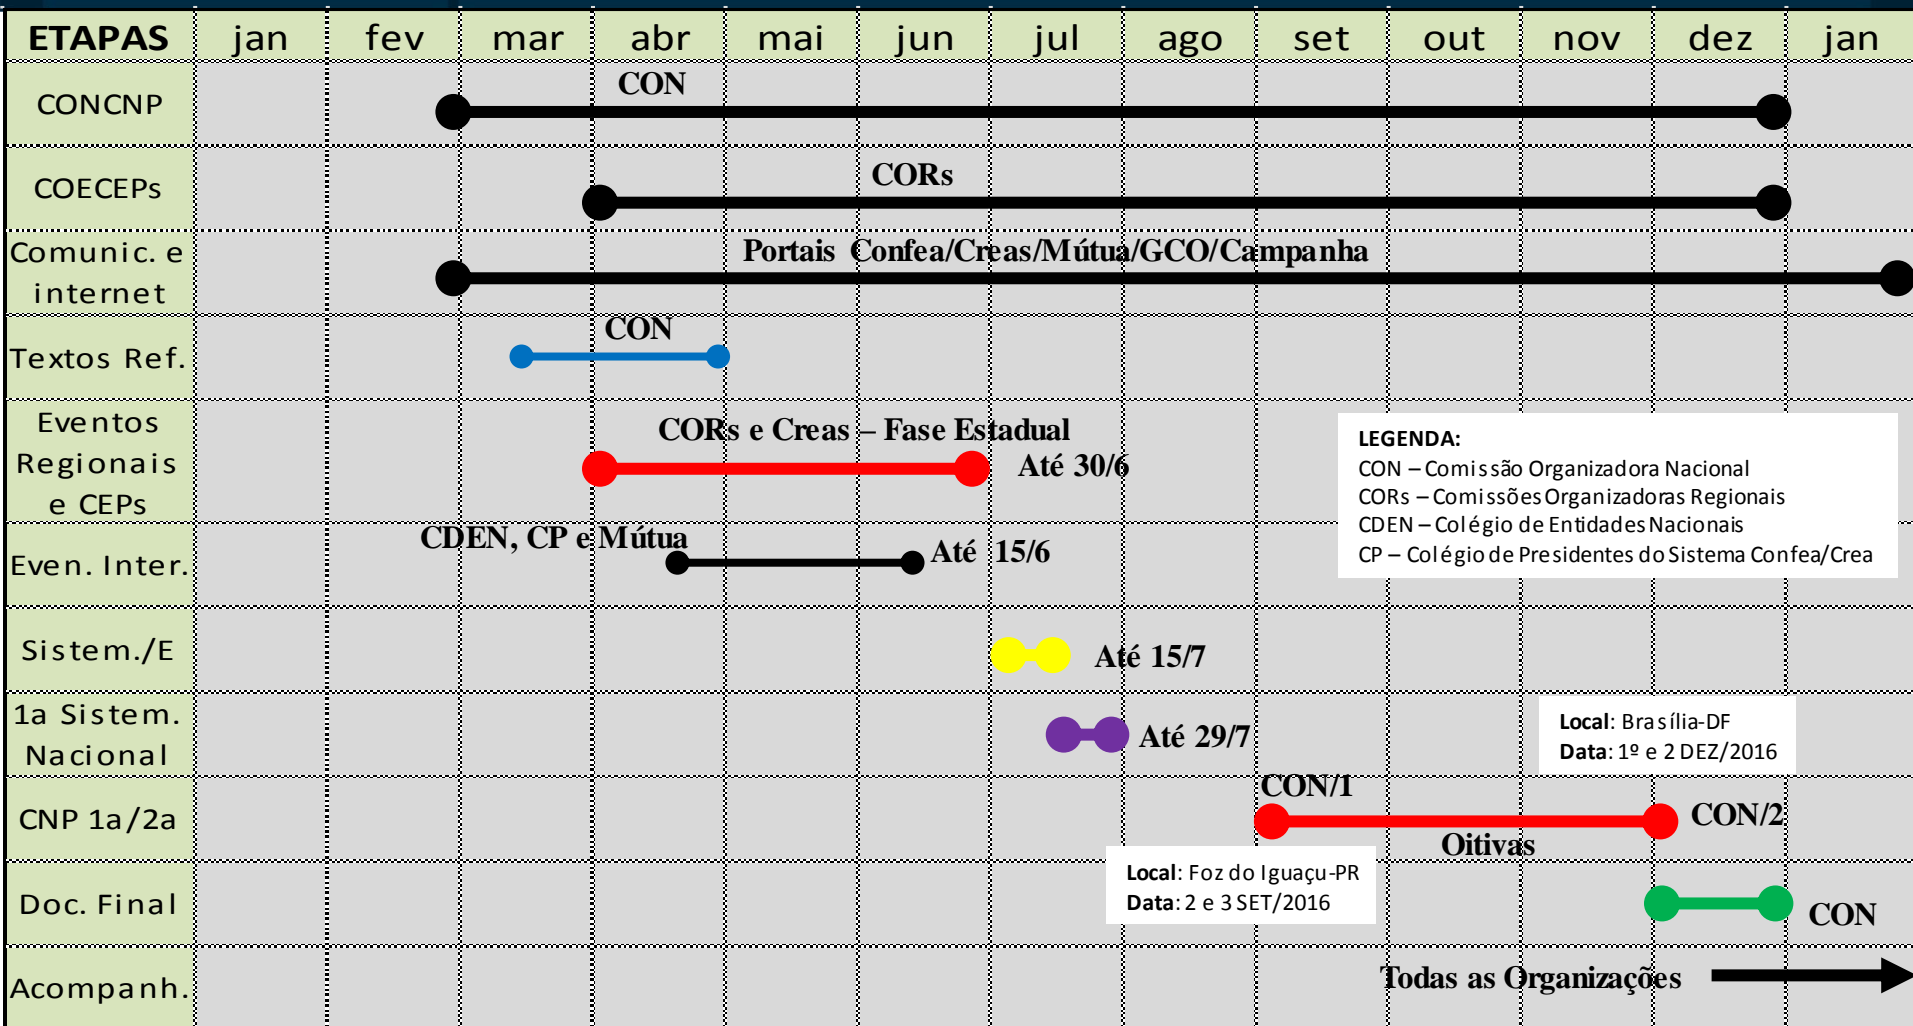 ETAPAS jan fev mar abr mai jun jul ago set out nov dez jan
CONCNP
CON
COECEPs
CORs
Comunic. e
internet
Portais Confea/Creas/Mútua/GCO/Campanha
Textos Ref.
CON
Eventos
Regionais
e CEPs
CORs e Creas – Fase Estadual
Até 30/6
LEGENDA:
CON – Comissão Organizadora Nacional
CORs – Comissões Organizadoras Regionais
CDEN – Colégio de Entidades Nacionais
CP – Colégio de Presidentes do Sistema Confea/Crea
Even. Inter.
CDEN, CP e Mútua
Até 15/6
Sistem./E
Até 15/7
1a Sistem.
Nacional
Até 29/7
Local: Brasília-DF
Data: 1º e 2 DEZ/2016
CNP 1a/2a
CON/1
CON/2
Oitivas
Local: Foz do Iguaçu-PR
Data: 2 e 3 SET/2016
Doc. Final
CON
Acompanh.
Todas as Organizações